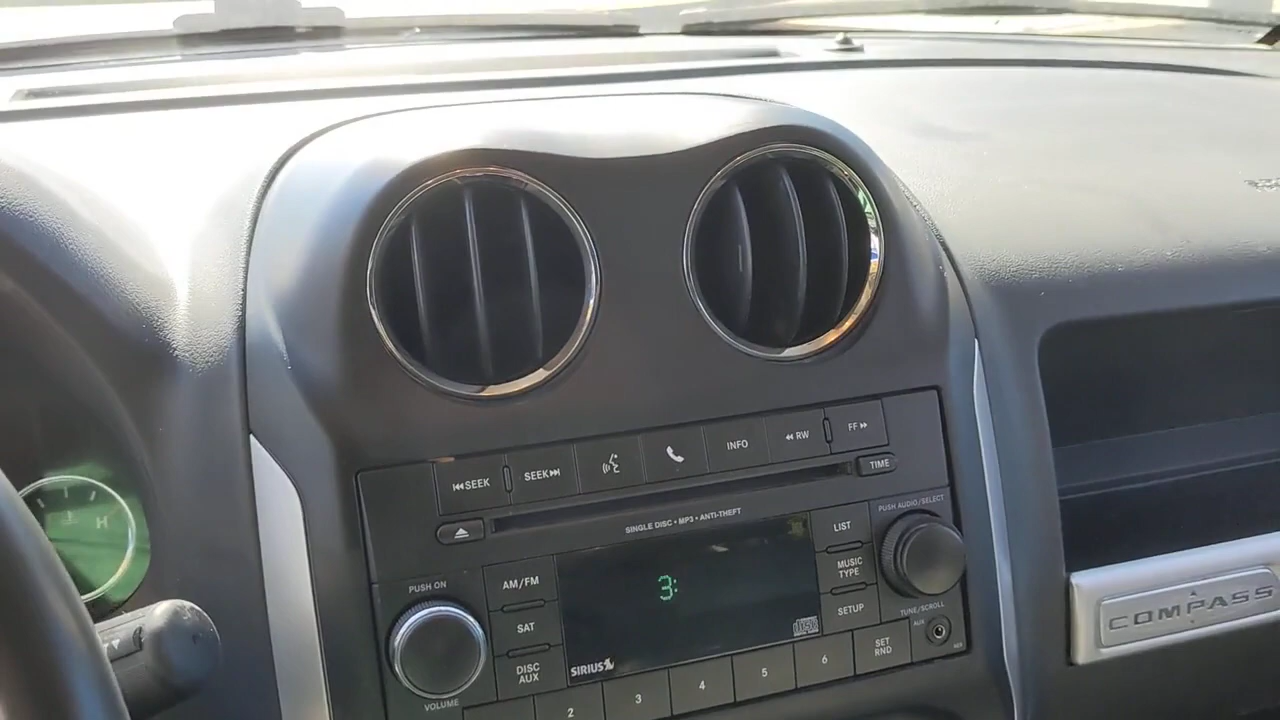 FF
RW
INFO
SEEK
SEEK
TIME
SINGLE DISC • MP3 • ANTI-THEFT
PUSH AUDIO/SELECT
LIST
MUSIC
TYPE
SETUP
TUNE/SCROLL
AUX
SET
RND
PUSH ON
AM/FM
SAT
DISC
AUX
VOLUME
3:
SIRIUS
2
3
4
5
6
H
COMPASS